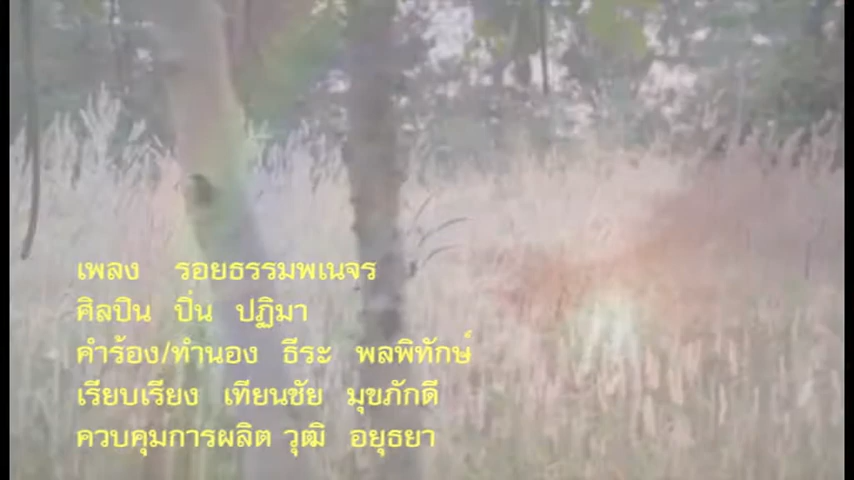 เพลง รอยธรรมพเนจร
ศิลปิน ปิ่น ปฏิมา
คำร้อง/ทำนอง ธีระ พลพิทักษ์
เรียบเรียง เทียนชัย มุขภักดี
ควบคุมการผลิต วุฒิ อยุธยา